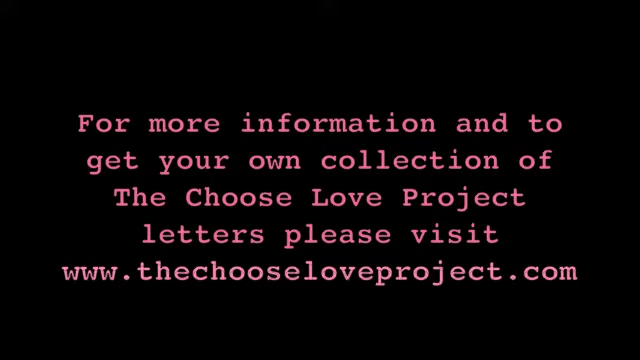 For more information and to
get your own collection of
The Choose Love Project
letters please visit
www.thechooseloveproject.com